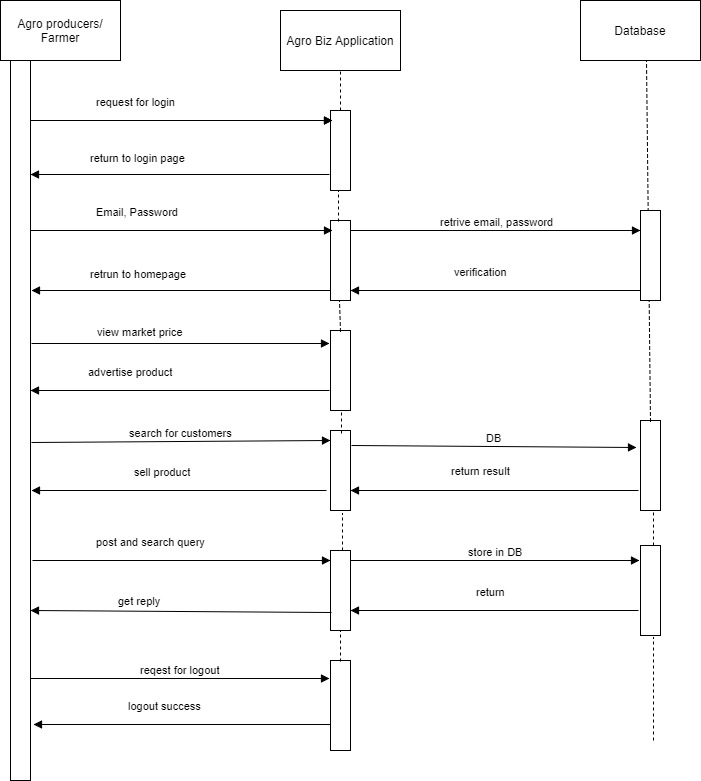 Agro producers/
Farmer
Agro Biz Application
Database
request for login
return to login page
Email, Password
retrive email, password
retrun to homepage
verification
view market price
advertise product
search for customers
DB
sell product
return result
post and search query
store in DB
get reply
return
reqest for logout
logout success